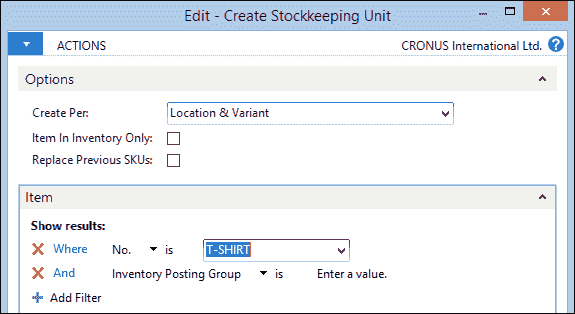 Edit - Create Stockkeeping Unit
ACTIONS CRONUS International Ltd. ?
Options
Create Per: Location & Variant
Item In Inventory Only:
Replace Previous SKUs:
Item
Show results:
Where No. is T-SHIRT
And Inventory Posting Group is Enter a value.
Add Filter